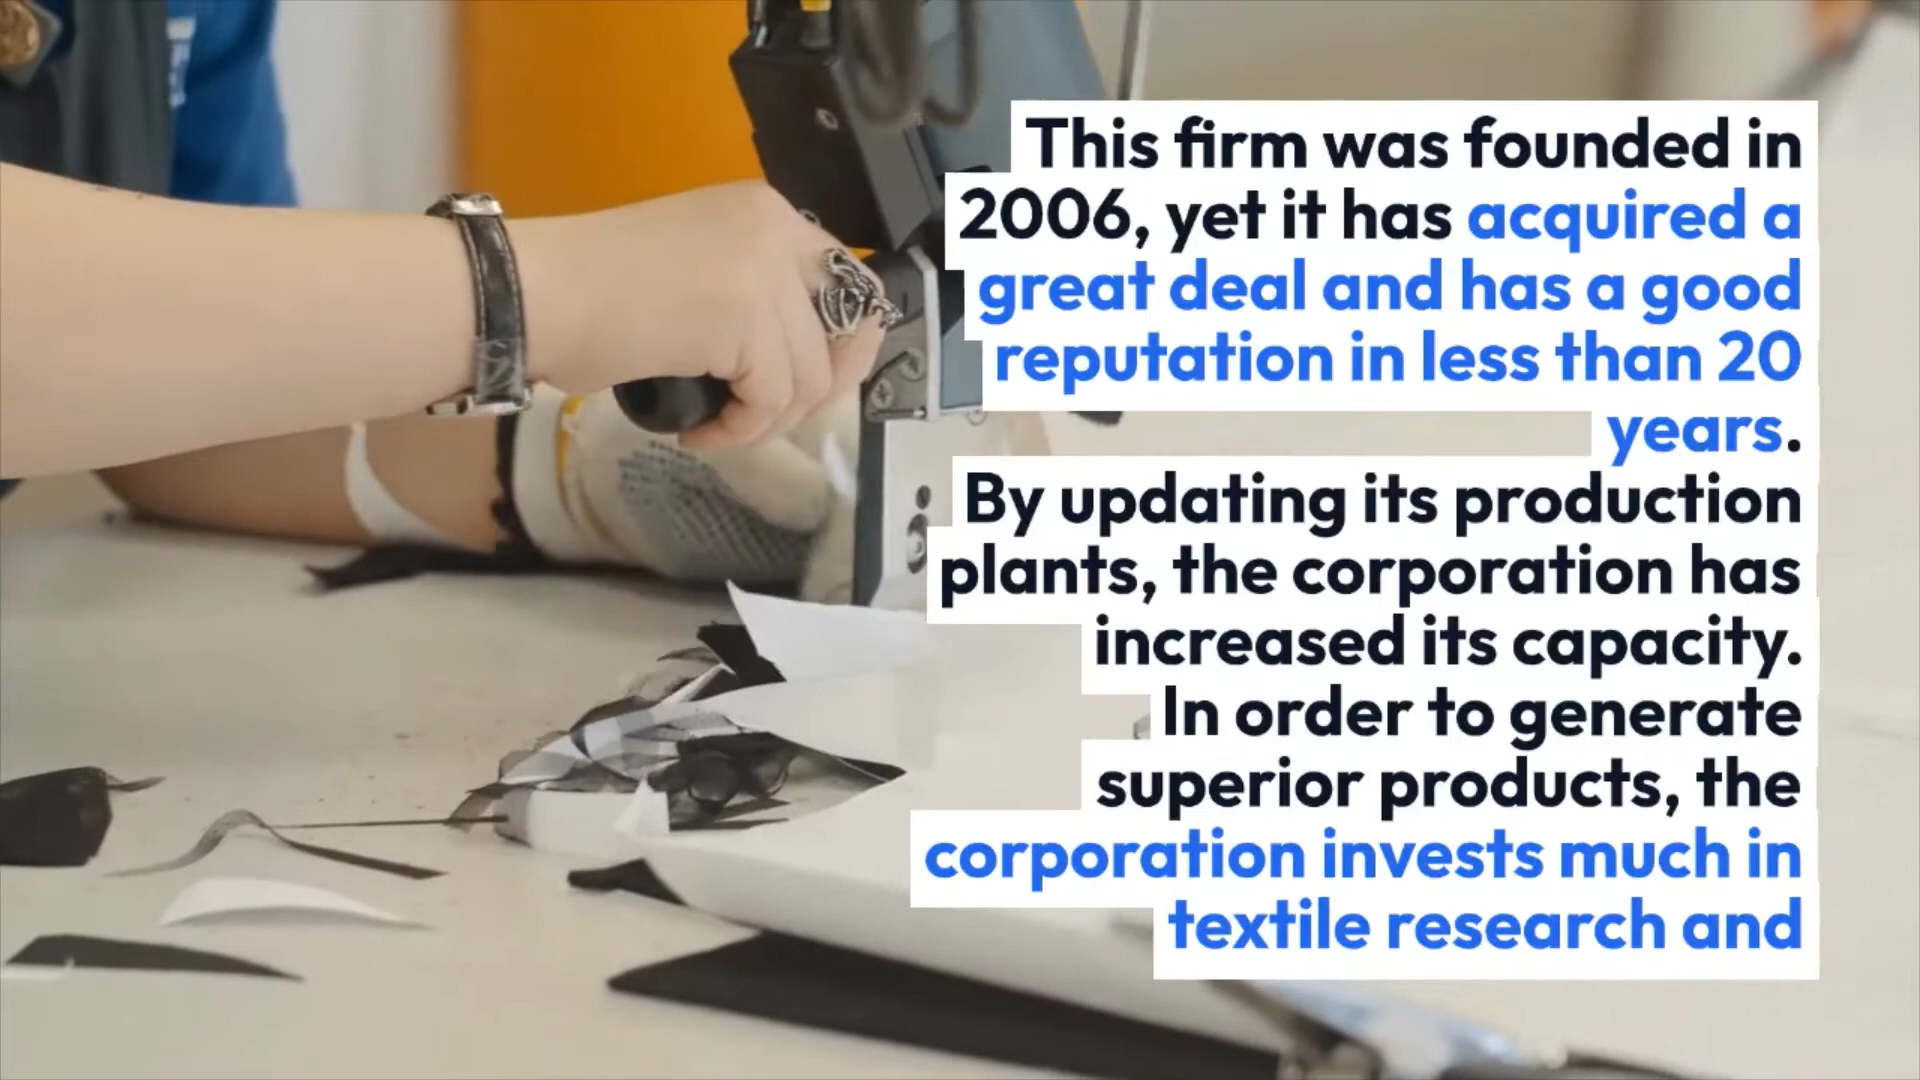 This firm was founded in
2006, yet it has acquired a
great deal and has a good
reputation in less than 20
years.
By updating its production
plants, the corporation has
increased its capacity.
In order to generate
superior products, the
corporation invests much in
textile research and